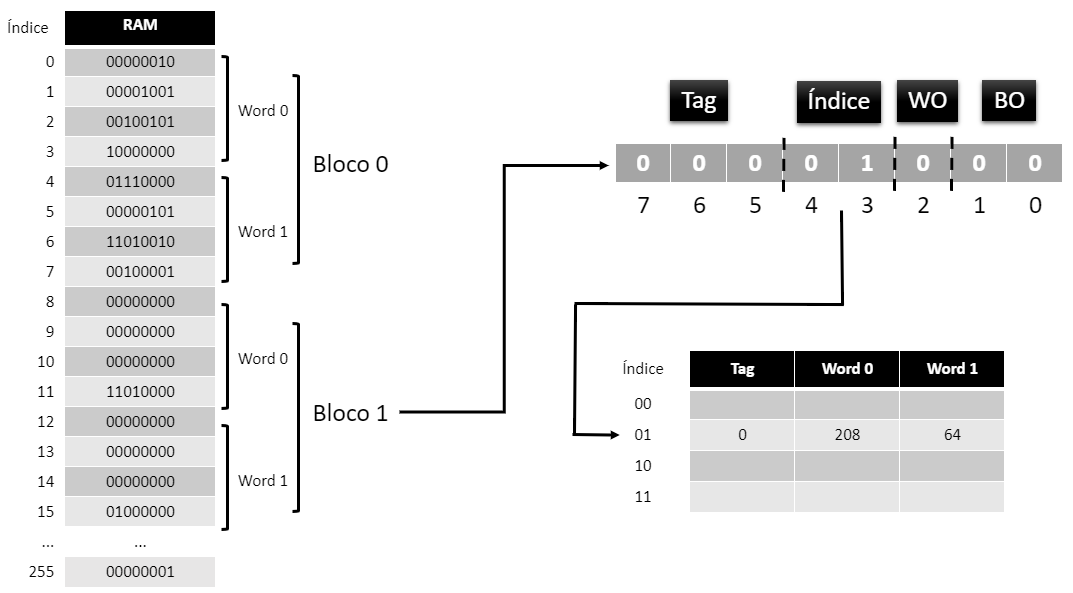 Índice RAM
0 00000010
1 00001001
2 00100101
3 10000000
4 01110000
5 00000101
6 11010010
7 00100001
8 00000000
9 00000000
10 00000000
11 11010000
12 00000000
13 00000000
14 00000000
15 01000000
... ...
255 00000001
Word 0
Word 1
Bloco 0
Word 0
Word 1
Bloco 1
Tag Índice WO BO
0 0 0 0 1 0 0 0
7 6 5 4 3 2 1 0
Índice Tag Word 0 Word 1
00
01 0 208 64
10
11